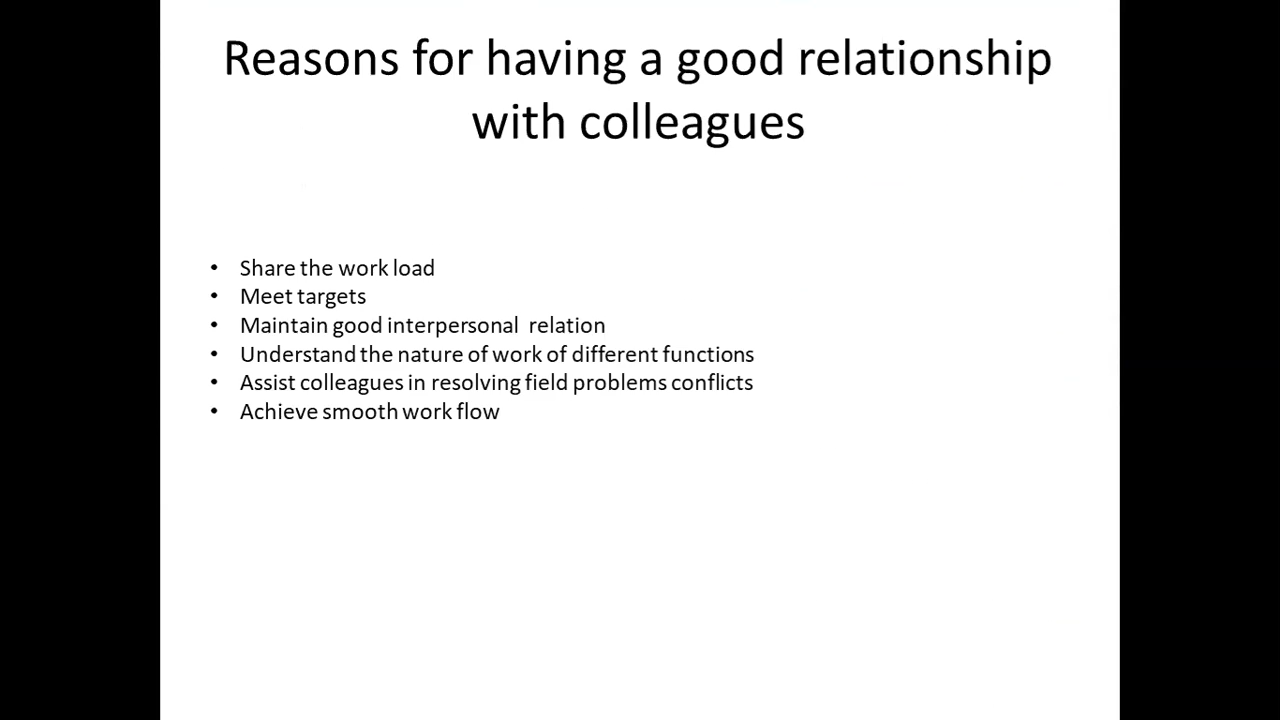 Reasons for having a good relationship
with colleagues
• Share the work load
• Meet targets
• Maintain good interpersonal  relation
• Understand the nature of work of different functions
• Assist colleagues in resolving field problems conflicts
• Achieve smooth work flow